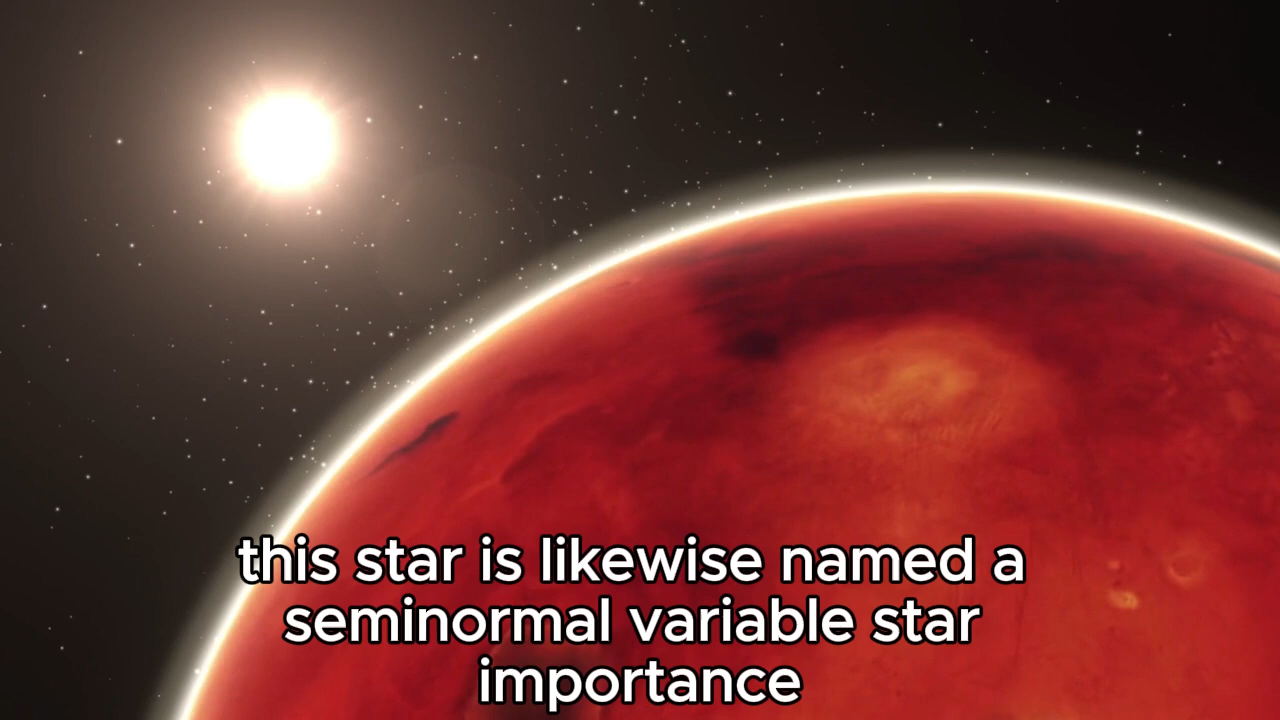 this star is likewise named a
seminormal variable star
importance